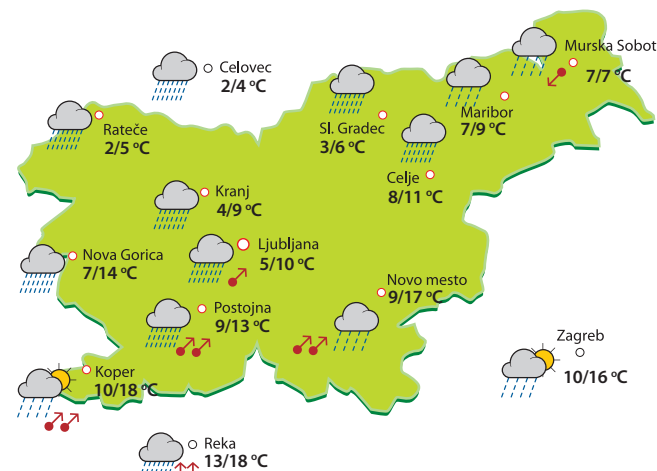 Murska Sobot
7/7 °C
Celovec
2/4 °C
Maribor
7/9 °C
Rateče
2/5 °C
Sl. Gradec
3/6 °C
Celje
8/11 °C
Kranj
4/9 °C
Ljubljana
5/10 °C
Nova Gorica
7/14 °C
Novo mesto
9/17 °C
Postojna
9/13 °C
Zagreb
10/16 °C
Koper
10/18 °C
Reka
13/18 °C